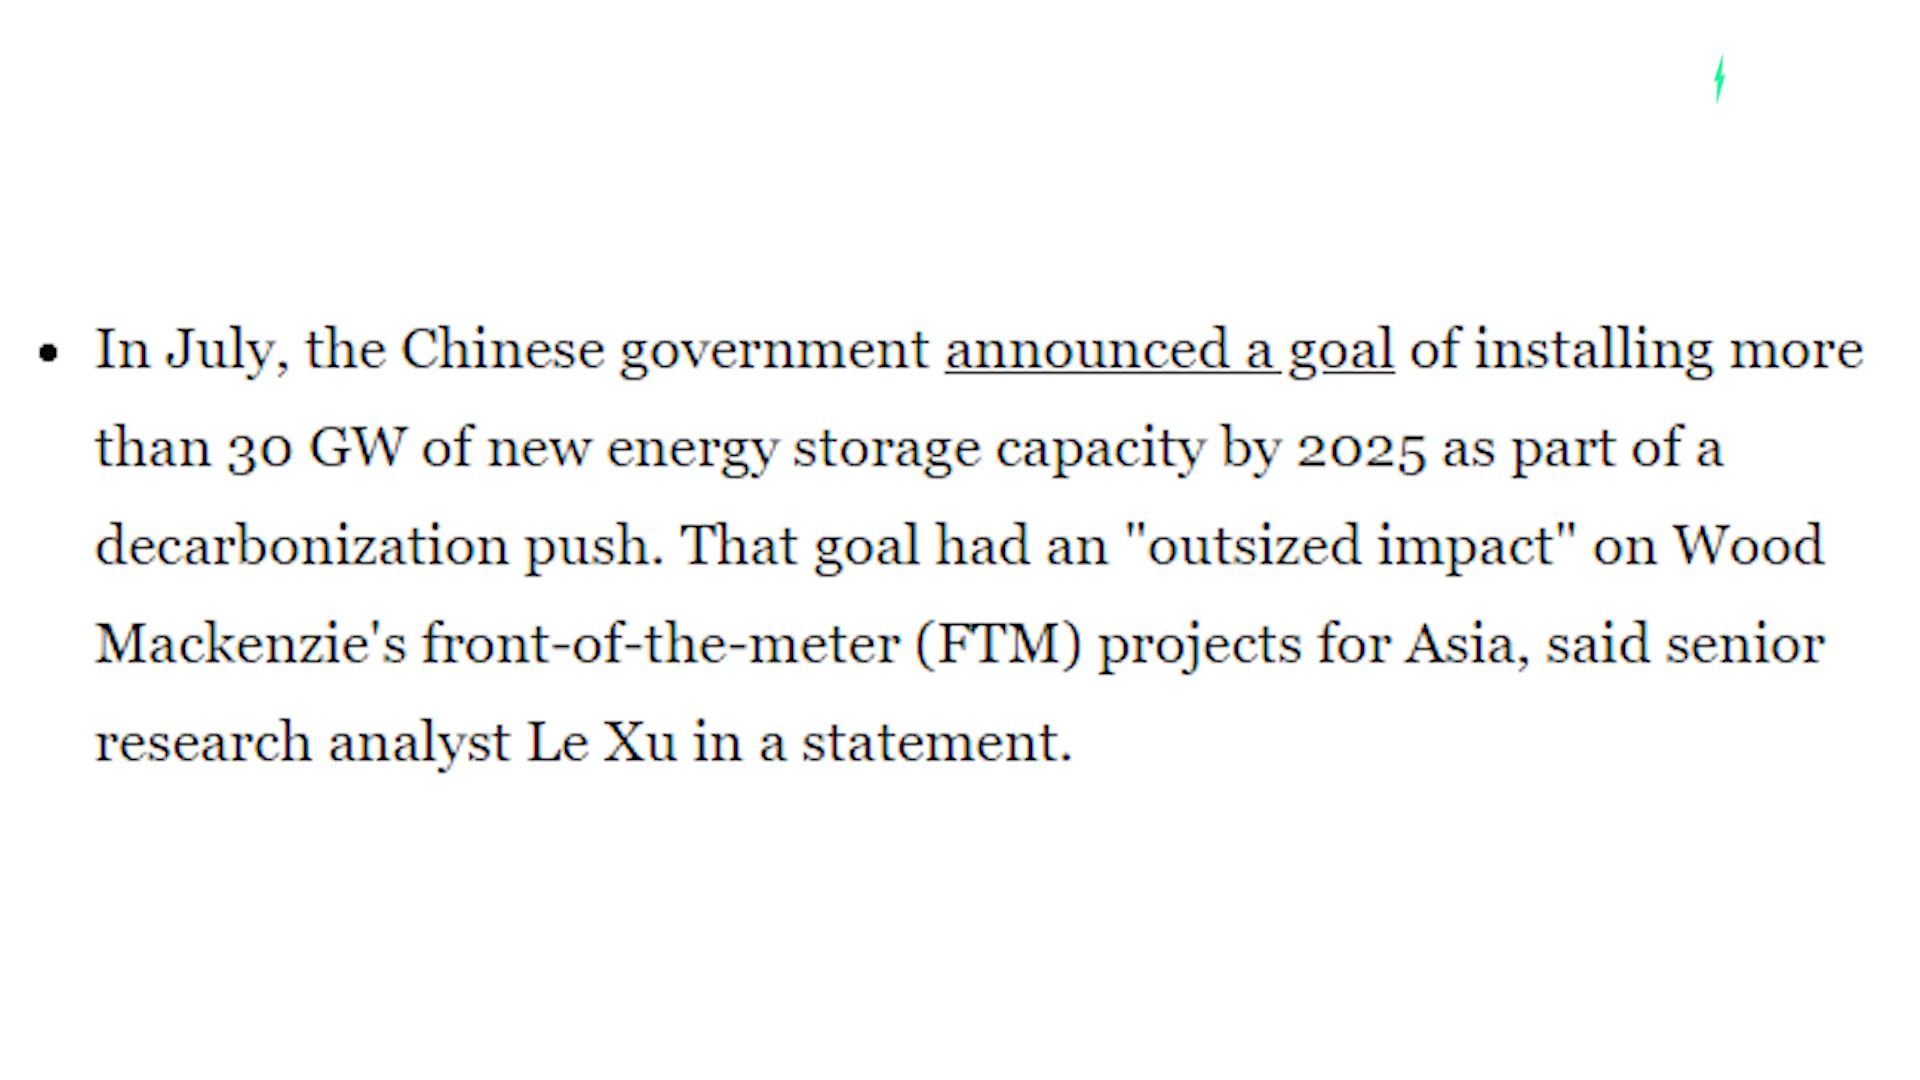 • In July, the Chinese government announced a goal of installing more
than 30 GW of new energy storage capacity by 2025 as part of a
decarbonization push. That goal had an "outsized impact" on Wood
Mackenzie's front-of-the-meter (FTM) projects for Asia, said senior
research analyst Le Xu in a statement.